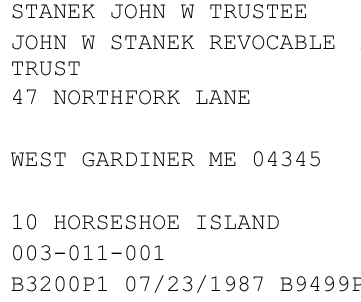 STANEK JOHN W TRUSTEE
JOHN W STANEK REVOCABLE
TRUST
47 NORTHFORK LANE
WEST GARDINER ME 04345
10 HORSESHOE ISLAND
003-011-001
B3200P1 07/23/1987 B9499P